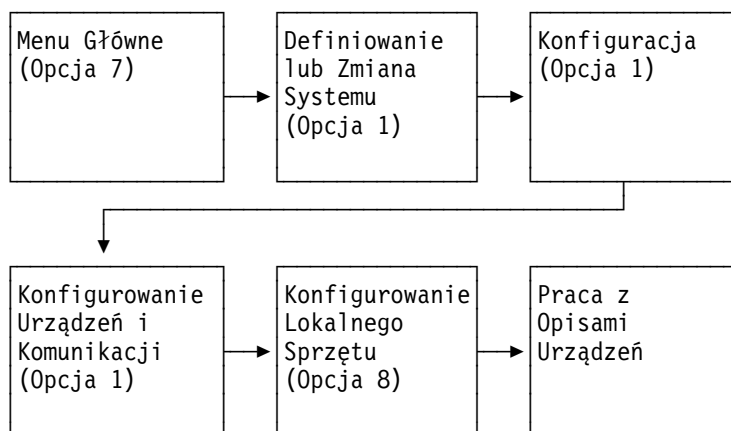 Menu Główne
(Opcja 7)
Definiowanie
lub Zmiana
Systemu
(Opcja 1)
Konfiguracja
(Opcja 1)
Konfigurowanie
Urządzeń i
Komunikacji
(Opcja 1)
Konfigurowanie
Lokalnego
Sprzętu
(Opcja 8)
Praca z
Opisami
Urządzeń